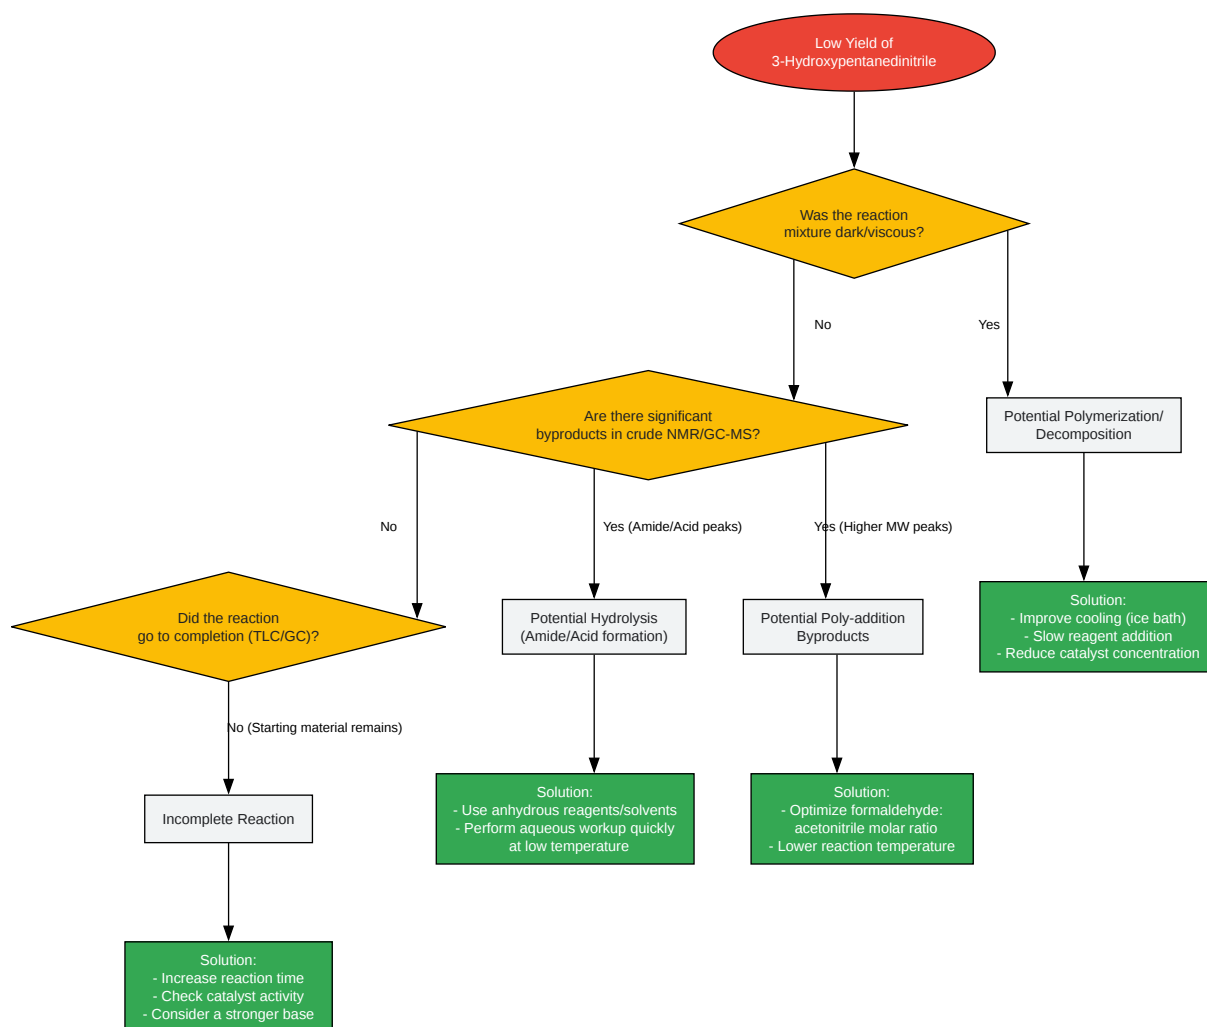 Low Yield of
3-Hydroxypentanedinitrile
Was the reaction
mixture dark/viscous?
No
Yes
Are there significant
byproducts in crude NMR/GC-MS?
Potential Polymerization/
Decomposition
No
Yes (Amide/Acid peaks)
Yes (Higher MW peaks)
Did the reaction
go to completion (TLC/GC)?
Potential Hydrolysis
(Amide/Acid formation)
Potential Poly-addition
Byproducts
Solution:
- Improve cooling (ice bath)
- Slow reagent addition
- Reduce catalyst concentration
No (Starting material remains)
Incomplete Reaction
Solution:
- Use anhydrous reagents/solvents
- Perform aqueous workup quickly
at low temperature
Solution:
- Optimize formaldehyde:
acetonitrile molar ratio
- Lower reaction temperature
Solution:
- Increase reaction time
- Check catalyst activity
- Consider a stronger base